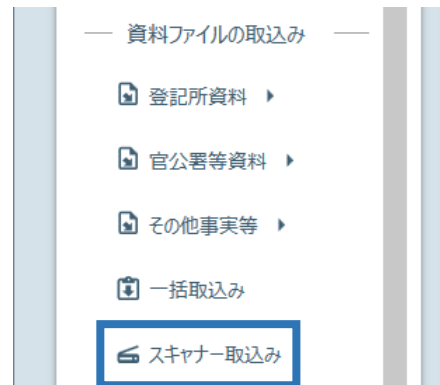 資料ファイルの取込み
登記所資料
官公署等資料
その他事実等
一括取込み
スキャナー取込み